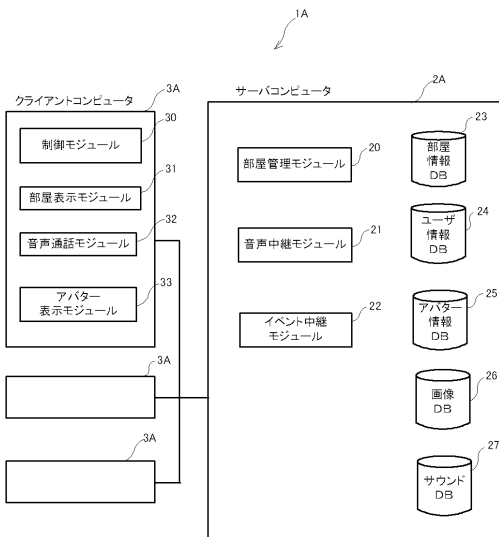 1A
クライアントコンピュータ
3A
サーバコンピュータ
2A
30
制御モジュール
31
部屋表示モジュール
32
音声通話モジュール
33
アバター
表示モジュール
3A
3A
20
部屋管理モジュール
21
音声中継モジュール
22
イベント中継
モジュール
23
部屋
情報
DB
24
ユーザ
情報
DB
25
アバター
情報
DB
26
画像
DB
27
サウンド
DB